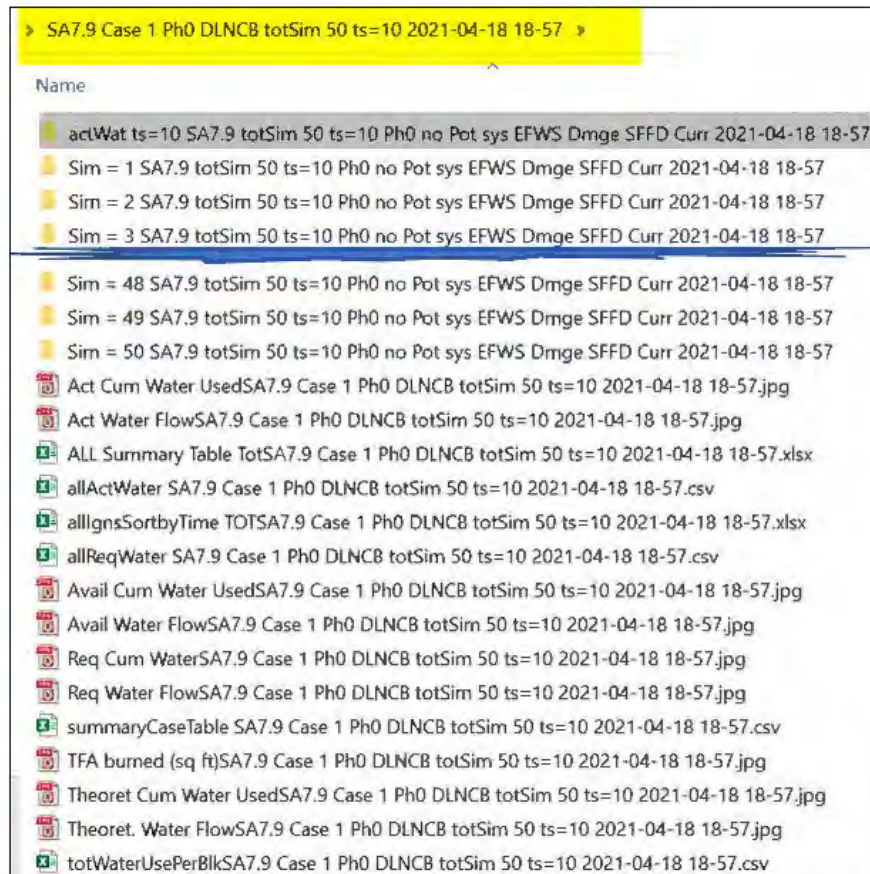 › SA7.9 Case 1 Ph0 DLNCB totSim 50 ts=10 2021-04-18 18-57 ›
Name
actWat ts=10 SA7.9 totSim 50 ts=10 Ph0 no Pot sys EFWS Dmge SFFD Curr 2021-04-18 18-57
Sim = 1 SA7.9 totSim 50 ts=10 Ph0 no Pot sys EFWS Dmge SFFD Curr 2021-04-18 18-57
Sim = 2 SA7.9 totSim 50 ts=10 Ph0 no Pot sys EFWS Dmge SFFD Curr 2021-04-18 18-57
Sim = 3 SA7.9 totSim 50 ts=10 Ph0 no Pot sys EFWS Dmge SFFD Curr 2021-04-18 18-57
Sim = 48 SA7.9 totSim 50 ts=10 Ph0 no Pot sys EFWS Dmge SFFD Curr 2021-04-18 18-57
Sim = 49 SA7.9 totSim 50 ts=10 Ph0 no Pot sys EFWS Dmge SFFD Curr 2021-04-18 18-57
Sim = 50 SA7.9 totSim 50 ts=10 Ph0 no Pot sys EFWS Dmge SFFD Curr 2021-04-18 18-57
Act Cum Water UsedSA7.9 Case 1 Ph0 DLNCB totSim 50 ts=10 2021-04-18 18-57.jpg
Act Water FlowSA7.9 Case 1 Ph0 DLNCB totSim 50 ts=10 2021-04-18 18-57.jpg
ALL Summary Table TotSA7.9 Case 1 Ph0 DLNCB totSim 50 ts=10 2021-04-18 18-57.xlsx
allActWater SA7.9 Case 1 Ph0 DLNCB totSim 50 ts=10 2021-04-18 18-57.csv
allIgnsSortbyTime TOTSA7.9 Case 1 Ph0 DLNCB totSim 50 ts=10 2021-04-18 18-57.xlsx
allReqWater SA7.9 Case 1 Ph0 DLNCB totSim 50 ts=10 2021-04-18 18-57.csv
Avail Cum Water UsedSA7.9 Case 1 Ph0 DLNCB totSim 50 ts=10 2021-04-18 18-57.jpg
Avail Water FlowSA7.9 Case 1 Ph0 DLNCB totSim 50 ts=10 2021-04-18 18-57.jpg
Req Cum WaterSA7.9 Case 1 Ph0 DLNCB totSim 50 ts=10 2021-04-18 18-57.jpg
Req Water FlowSA7.9 Case 1 Ph0 DLNCB totSim 50 ts=10 2021-04-18 18-57.jpg
summaryCaseTable SA7.9 Case 1 Ph0 DLNCB totSim 50 ts=10 2021-04-18 18-57.csv
TFA burned (sq ft)SA7.9 Case 1 Ph0 DLNCB totSim 50 ts=10 2021-04-18 18-57.jpg
Theoret Cum Water UsedSA7.9 Case 1 Ph0 DLNCB totSim 50 ts=10 2021-04-18 18-57.jpg
Theoret. Water FlowSA7.9 Case 1 Ph0 DLNCB totSim 50 ts=10 2021-04-18 18-57.jpg
totWaterUsePerBlkSA7.9 Case 1 Ph0 DLNCB totSim 50 ts=10 2021-04-18 18-57.csv